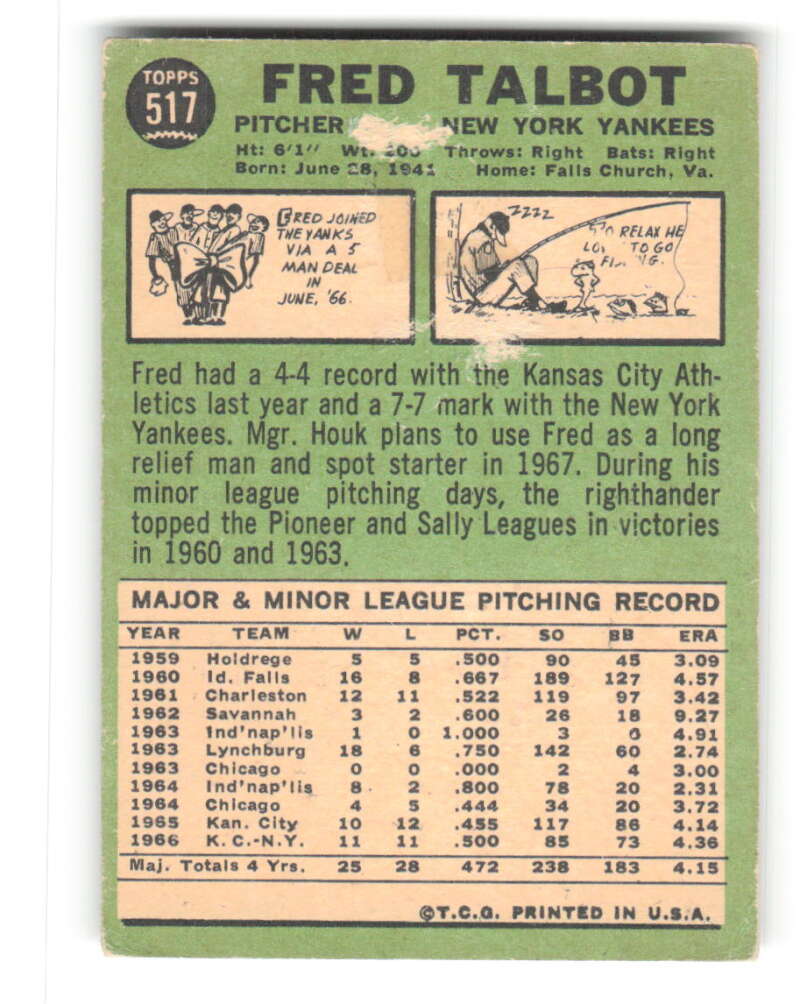 TOPPS
517
FRED TALBOT
PITCHER NEW YORK YANKEES
Ht: 6'1" Wt. 200 Throws: Right Bats: Right
Born: June 28, 1941 Home: Falls Church, Va.
FRED JOINED
THE YANKS
VIA A 5
MAN DEAL
IN
JUNE, '66.
ZZZZ
TO RELAX HE
TO GO
Fred had a 4-4 record with the Kansas City Ath-
letics last year and a 7-7 mark with the New York
Yankees. Mgr. Houk plans to use Fred as a long
relief man and spot starter in 1967. During his
minor league pitching days, the righthander
topped the Pioneer and Sally Leagues in victories
in 1960 and 1963.
MAJOR & MINOR LEAGUE PITCHING RECORD
YEAR TEAM W L PCT. SO BB ERA
1959 Holdrege 5 5 .500 90 45 3.09
1960 Id. Falls 16 8 .667 189 127 4.57
1961 Charleston 12 11 .522 119 97 3.42
1962 Savannah 3 2 .600 26 18 9.27
1963 Ind'nap'lis 1 0 1.000 3 6 4.91
1963 Lynchburg 18 6 .750 142 60 2.74
1963 Chicago 0 0 .000 2 4 3.00
1964 Ind'nap'lis 8 2 .800 78 20 2.31
1964 Chicago 4 5 .444 34 20 3.72
1965 Kan. City 10 12 .455 117 86 4.14
1966 K.C.-N.Y. 11 11 .500 85 73 4.36
Maj. Totals 4 Yrs. 25 28 472 238 183 4.15
©T.C.G. PRINTED IN U.S.A.